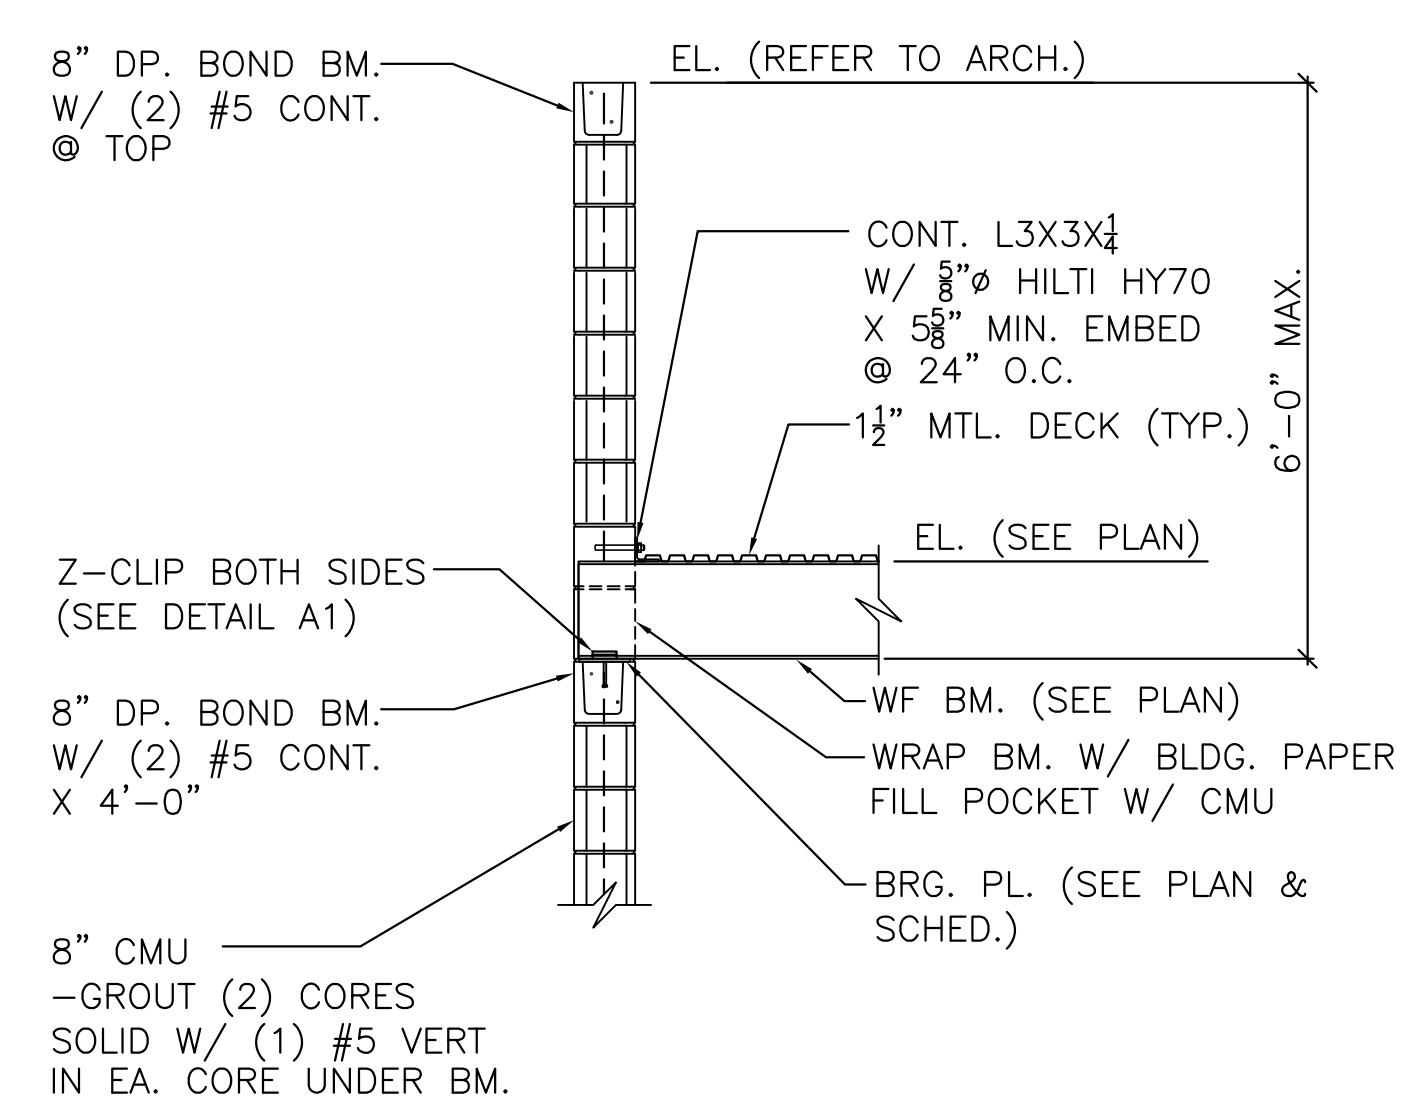 8" DP. BOND BM.
W/ (2) #5 CONT.
@ TOP
EL. (REFER TO ARCH.)
CONT. L3X3X1/4
W/ 5/8"ø HILTI HY70
X 5 5/8" MIN. EMBED
@ 24" O.C.
1 1/2" MTL. DECK (TYP.)
6'-0" MAX.
EL. (SEE PLAN)
Z-CLIP BOTH SIDES
(SEE DETAIL A1)
8" DP. BOND BM.
W/ (2) #5 CONT.
X 4'-0"
WF BM. (SEE PLAN)
WRAP BM. W/ BLDG. PAPER
FILL POCKET W/ CMU
BRG. PL. (SEE PLAN &
SCHED.)
8" CMU
-GROUT (2) CORES
SOLID W/ (1) #5 VERT
IN EA. CORE UNDER BM.